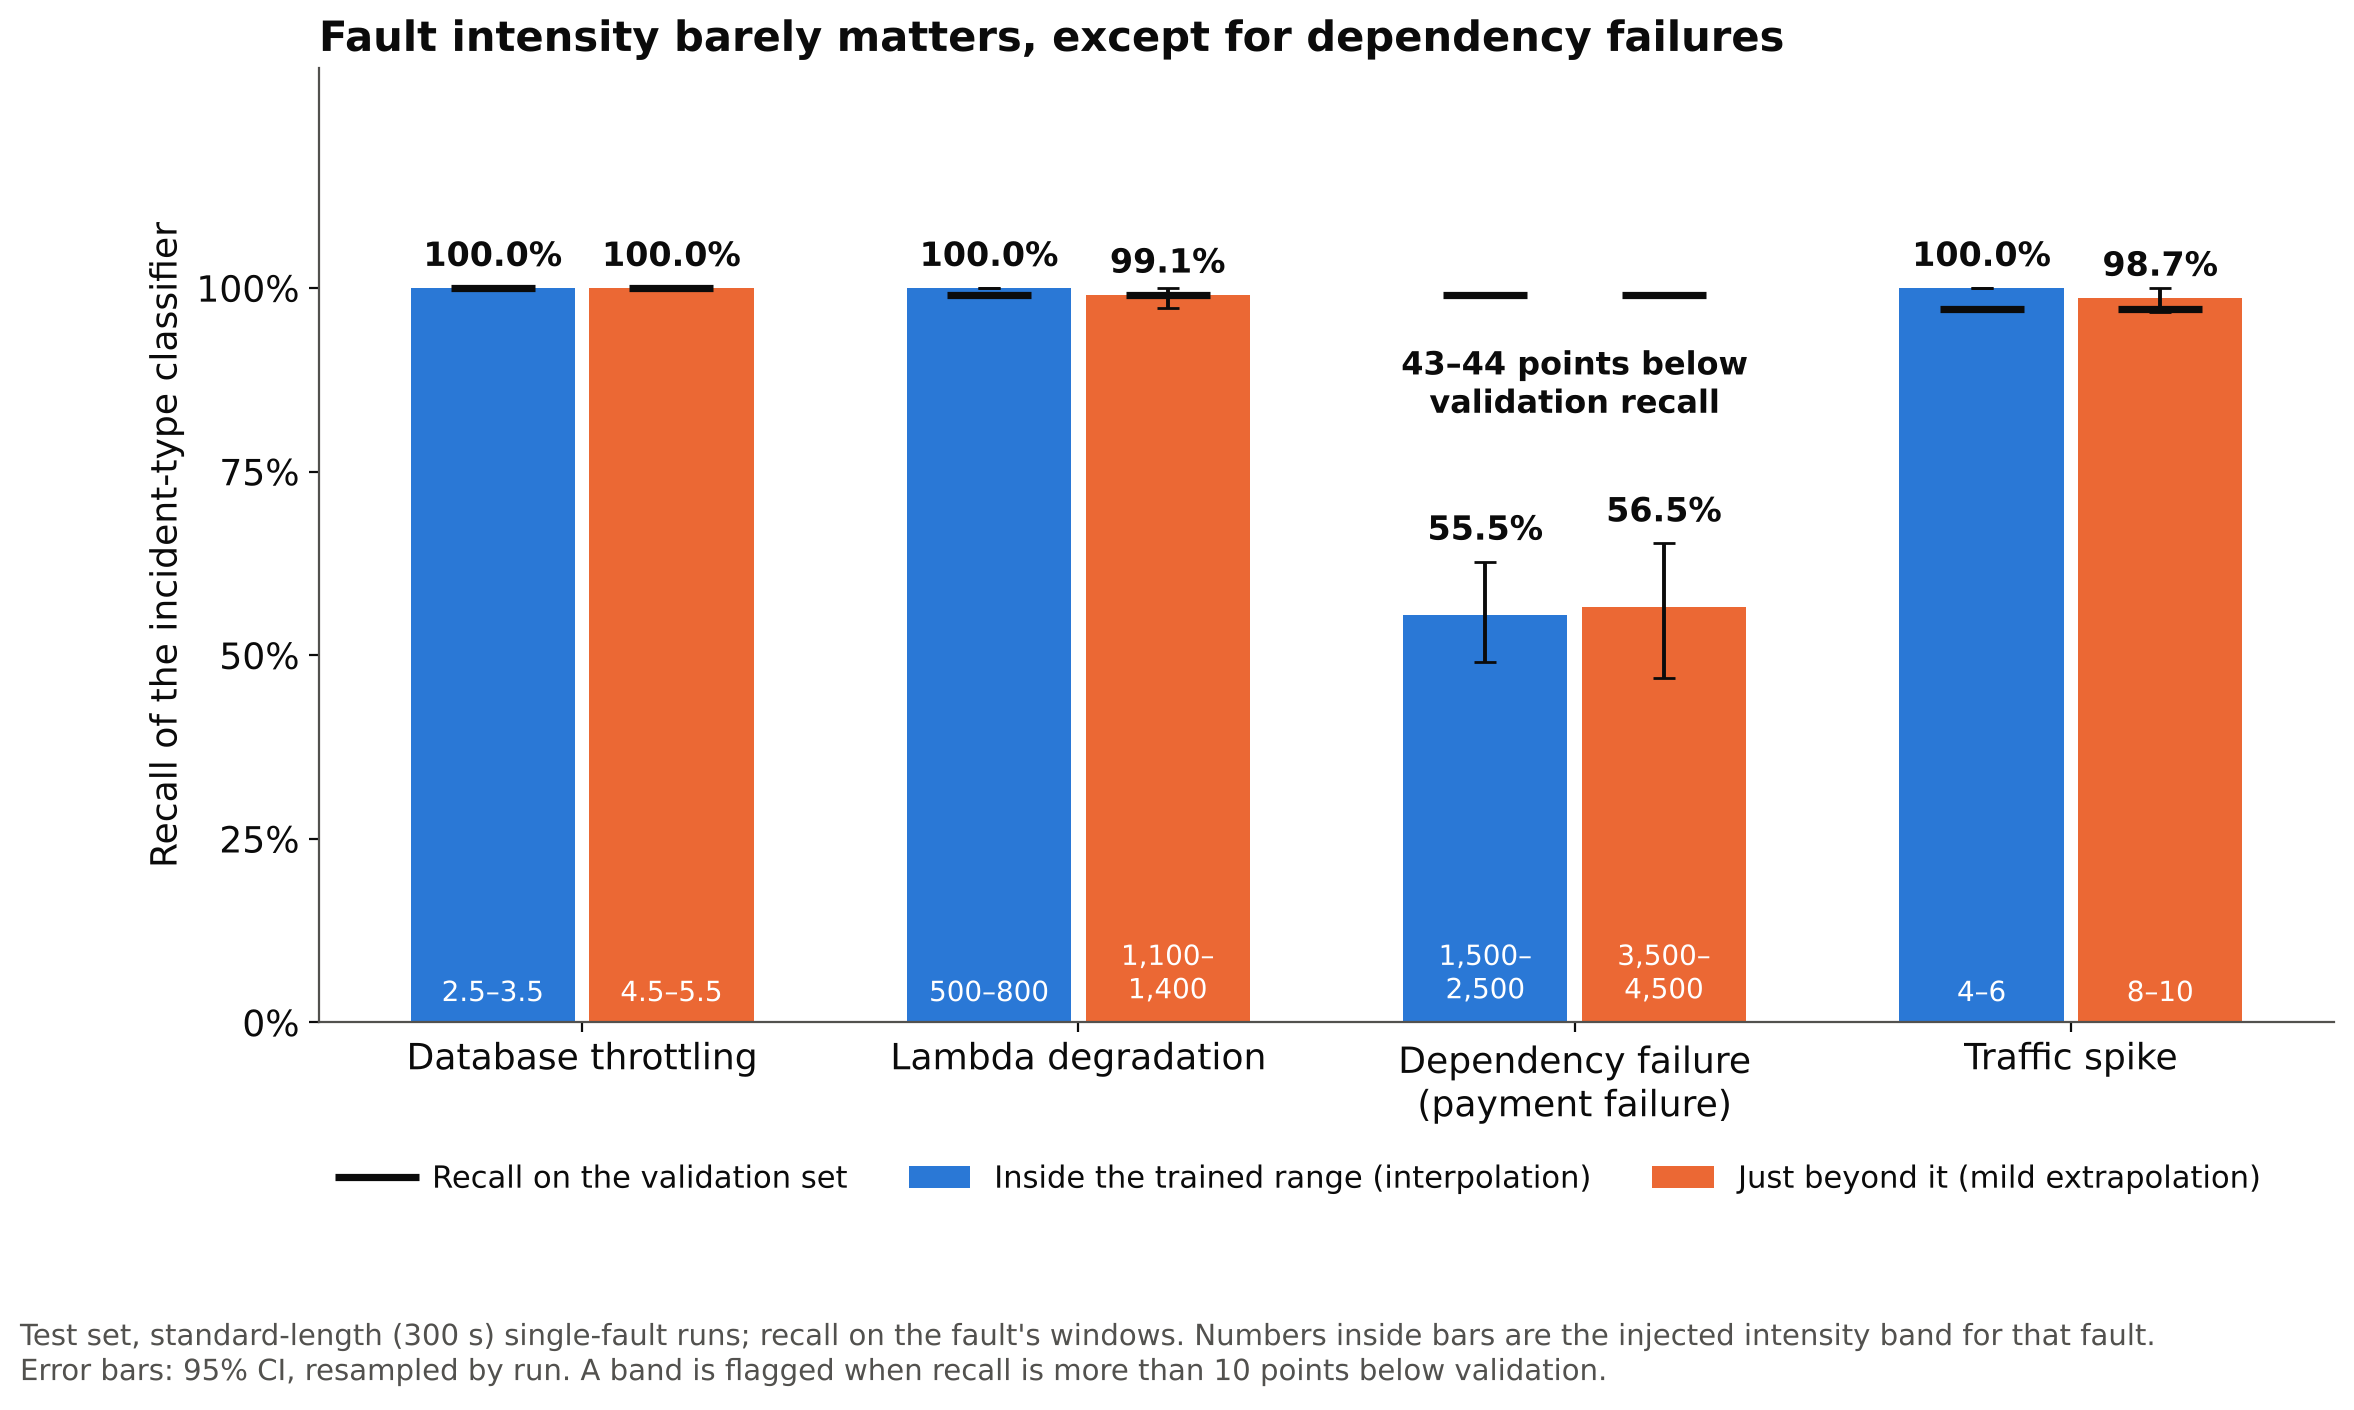 Fault intensity barely matters, except for dependency failures
Recall of the incident-type classifier
100%
75%
50%
25%
0%
100.0%
100.0%
100.0%
99.1%
43–44 points below
validation recall
55.5%
56.5%
100.0%
98.7%
2.5–3.5
4.5–5.5
500–800
1,100–
1,400
1,500–
2,500
3,500–
4,500
4–6
8–10
Database throttling
Lambda degradation
Dependency failure
(payment failure)
Traffic spike
Recall on the validation set
Inside the trained range (interpolation)
Just beyond it (mild extrapolation)
Test set, standard-length (300 s) single-fault runs; recall on the fault's windows. Numbers inside bars are the injected intensity band for that fault.
Error bars: 95% CI, resampled by run. A band is flagged when recall is more than 10 points below validation.